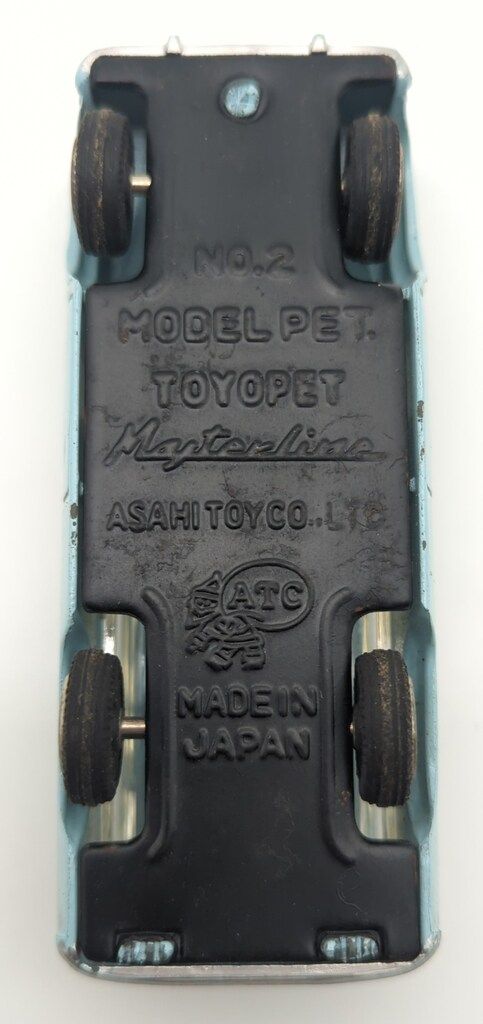 NO.2
MODEL PET.
TOYOPET
Masterline
ASAHI TOY CO., LTD.
ATC
MADE IN
JAPAN